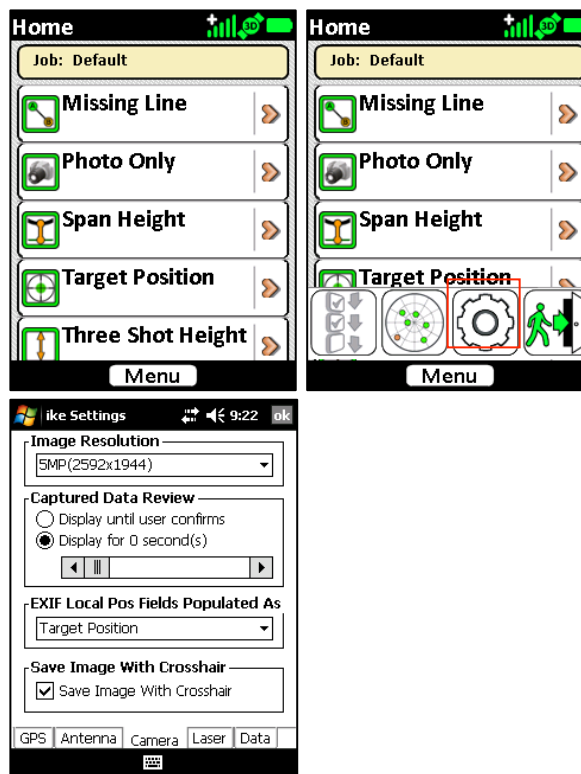 Home
3D
Job: Default
Missing Line
Photo Only
Span Height
Target Position
Three Shot Height
Menu
Home
3D
Job: Default
Missing Line
Photo Only
Span Height
Target Position
Menu
ike Settings 9:22 ok
Image Resolution
5MP(2592x1944)
Captured Data Review
Display until user confirms
Display for 0 second(s)
EXIF Local Pos Fields Populated As
Target Position
Save Image With Crosshair
Save Image With Crosshair
GPS Antenna Camera Laser Data